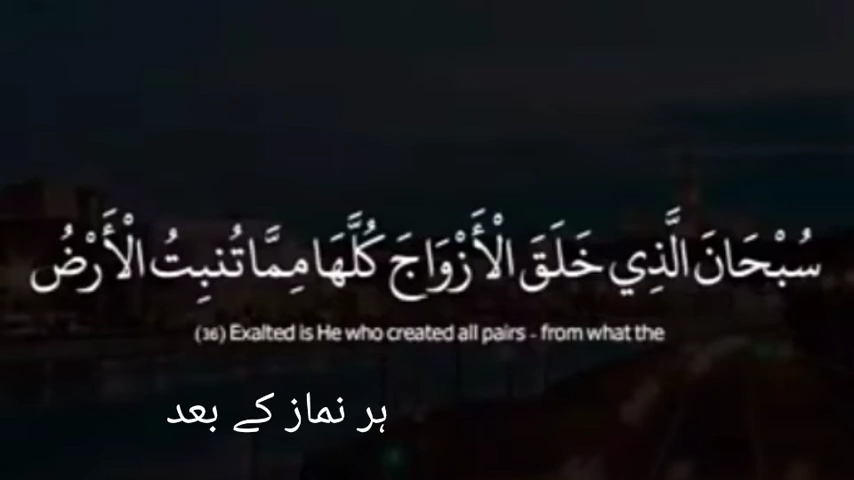 سُبْحَانَ الَّذِي خَلَقَ الْأَزْوَاجَ كُلَّهَا مِمَّا تُنبِتُ الْأَرْضُ
(36) Exalted is He who created all pairs - from what the
ہر نماز کے بعد